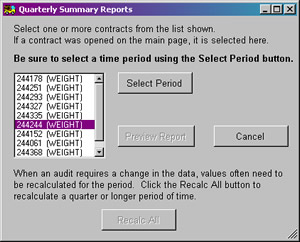 Quarterly Summary Reports
Select one or more contracts from the list shown.
If a contract was opened on the main page, it is selected here.
Be sure to select a time period using the Select Period button.
244178 (WEIGHT)
244251 (WEIGHT)
244293 (WEIGHT)
244327 (WEIGHT)
244335 (WEIGHT)
244244 (WEIGHT)
244152 (WEIGHT)
244061 (WEIGHT)
244368 (WEIGHT)
Select Period
Preview Report
Cancel
When an audit requires a change in the data, values often need to
be recalculated for the period. Click the Recalc All button to
recalculate a quarter or longer period of time.
Recalc All